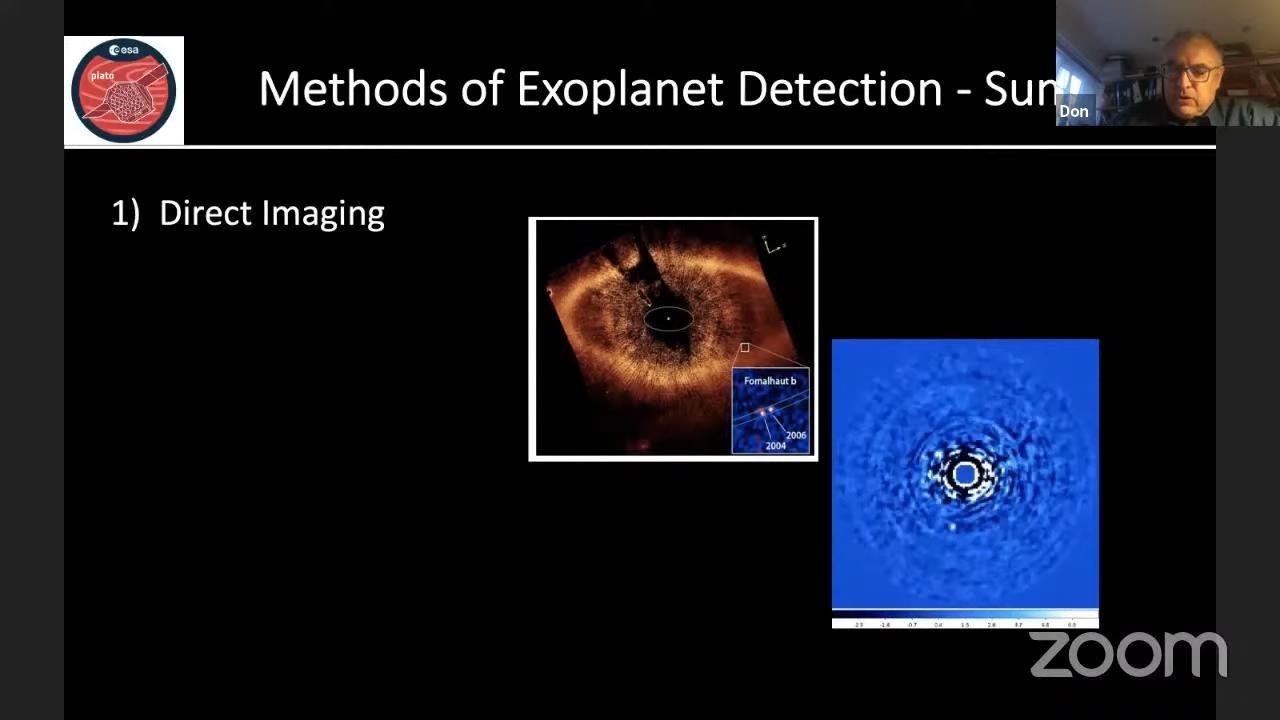 esa
plato
Methods of Exoplanet Detection - Sum
Don
1) Direct Imaging
Fomalhaut b
2006
2004
zoom